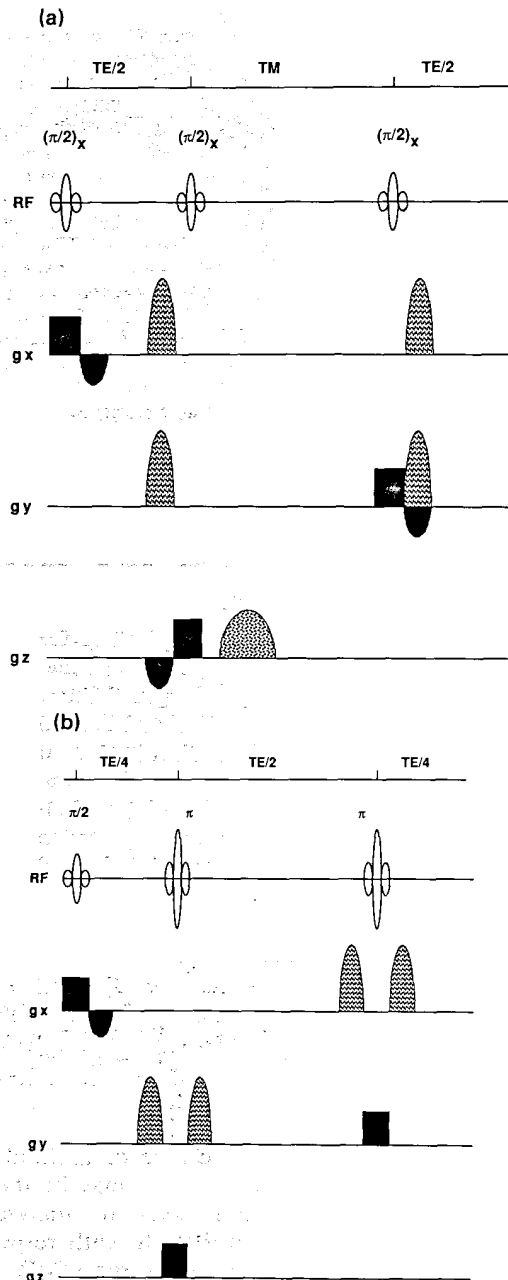 (a)
TE/2 TM TE/2
(π/2)x (π/2)x (π/2)x
RF
gx
gy
gz
(b)
TE/4 TE/2 TE/4
π/2 π π
RF
gx
gy
gz